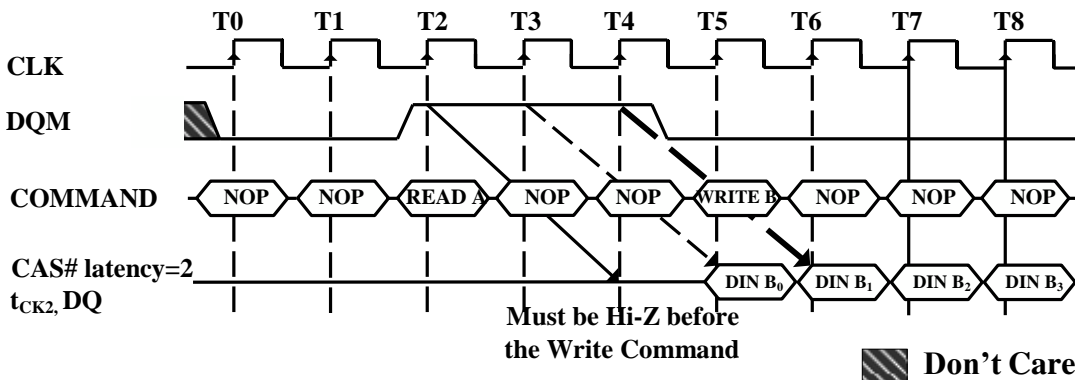 T0 T1 T2 T3 T4 T5 T6 T7 T8
CLK
DQM
COMMAND NOP NOP READ A NOP NOP WRITE B NOP NOP NOP
CAS# latency=2
tCK2, DQ DIN B0 DIN B1 DIN B2 DIN B3
Must be Hi-Z before
the Write Command
Don't Care